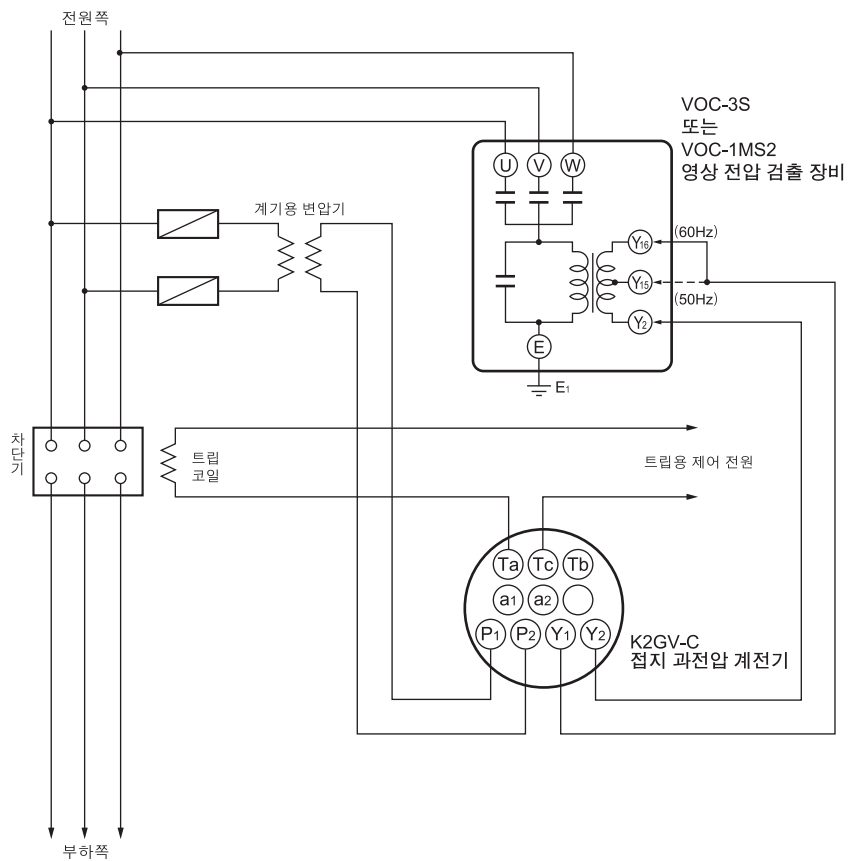 전원쪽
VOC-3S
또는
VOC-1MS2
영상 전압 검출 장비
U V W
계기용 변압기
Y16
(60Hz)
Y15
(50Hz)
Y2
E
E1
차단기
트립
코일
트립용 제어 전원
Ta Tc Tb
a1 a2
P1 P2 Y1 Y2
K2GV-C
접지 과전압 계전기
부하쪽